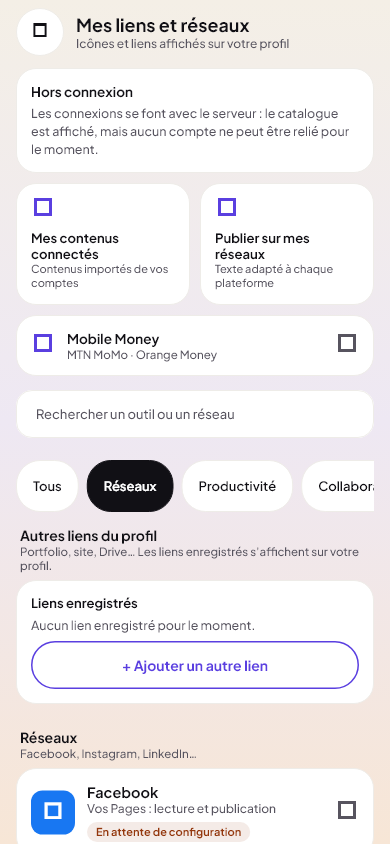 Mes liens et réseaux
Icônes et liens affichés sur votre profil
Hors connexion
Les connexions se font avec le serveur : le catalogue
est affiché, mais aucun compte ne peut être relié pour
le moment.
Mes contenus
connectés
Contenus importés de vos
comptes
Publier sur mes
réseaux
Texte adapté à chaque
plateforme
Mobile Money
MTN MoMo · Orange Money
Rechercher un outil ou un réseau
Tous
Réseaux
Productivité
Collabora
Autres liens du profil
Portfolio, site, Drive… Les liens enregistrés s'affichent sur votre
profil.
Liens enregistrés
Aucun lien enregistré pour le moment.
+ Ajouter un autre lien
Réseaux
Facebook, Instagram, LinkedIn…
Facebook
Vos Pages : lecture et publication
En attente de configuration